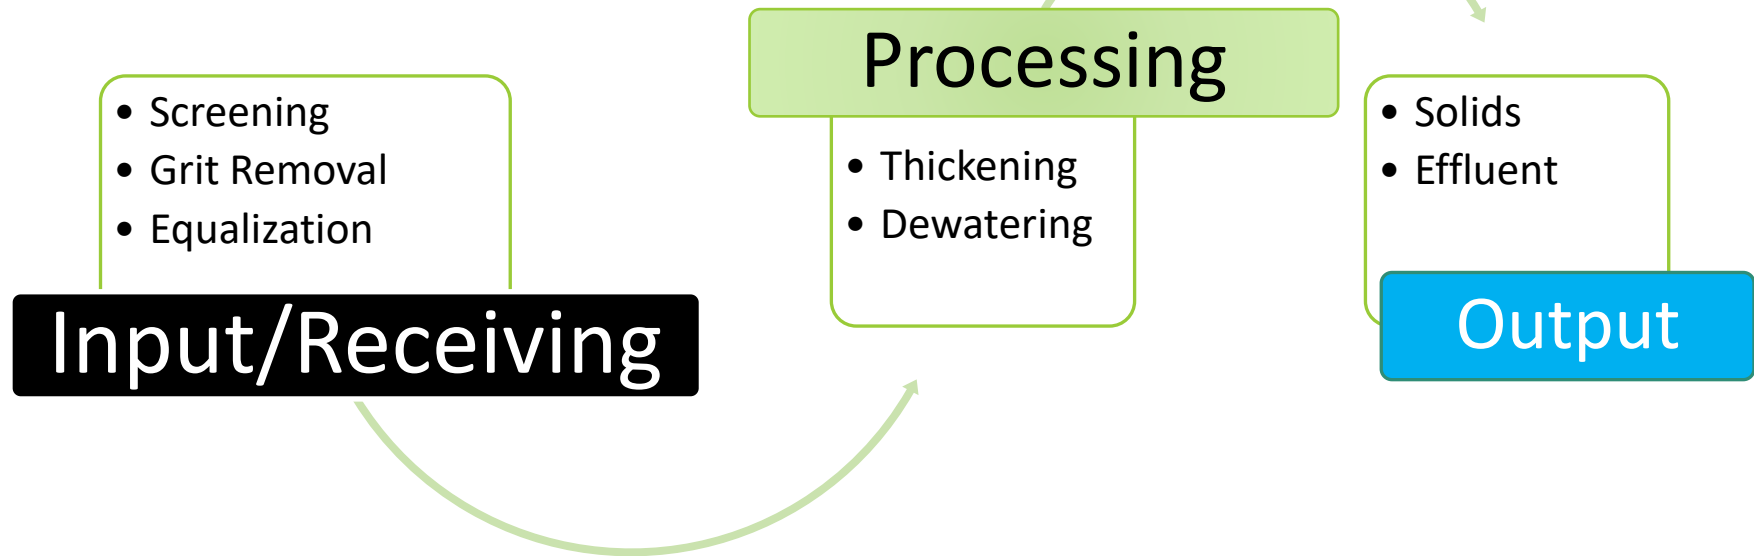 • Screening
• Grit Removal
• Equalization
Input/Receiving
Processing
• Thickening
• Dewatering
• Solids
• Effluent
Output